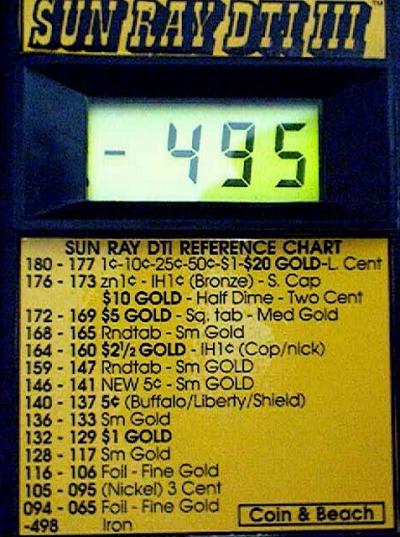 SUN RAY DTI III ™
- 495
SUN RAY DTI REFERENCE CHART
180 - 177 1¢-10¢-25¢-50¢-$1-$20 GOLD-L. Cent
176 - 173 zn1¢ - IH1¢ (Bronze) - S. Cap
$10 GOLD - Half Dime - Two Cent
172 - 169 $5 GOLD - Sq. tab - Med Gold
168 - 165 Rndtab - Sm Gold
164 - 160 $2½ GOLD - IH1¢ (Cop/nick)
159 - 147 Rndtab - Sm GOLD
146 - 141 NEW 5¢ - Sm GOLD
140 - 137 5¢ (Buffalo/Liberty/Shield)
136 - 133 Sm Gold
132 - 129 $1 GOLD
128 - 117 Sm Gold
116 - 106 Foil - Fine Gold
105 - 095 (Nickel) 3 Cent
094 - 065 Foil - Fine Gold
-498 Iron
Coin & Beach